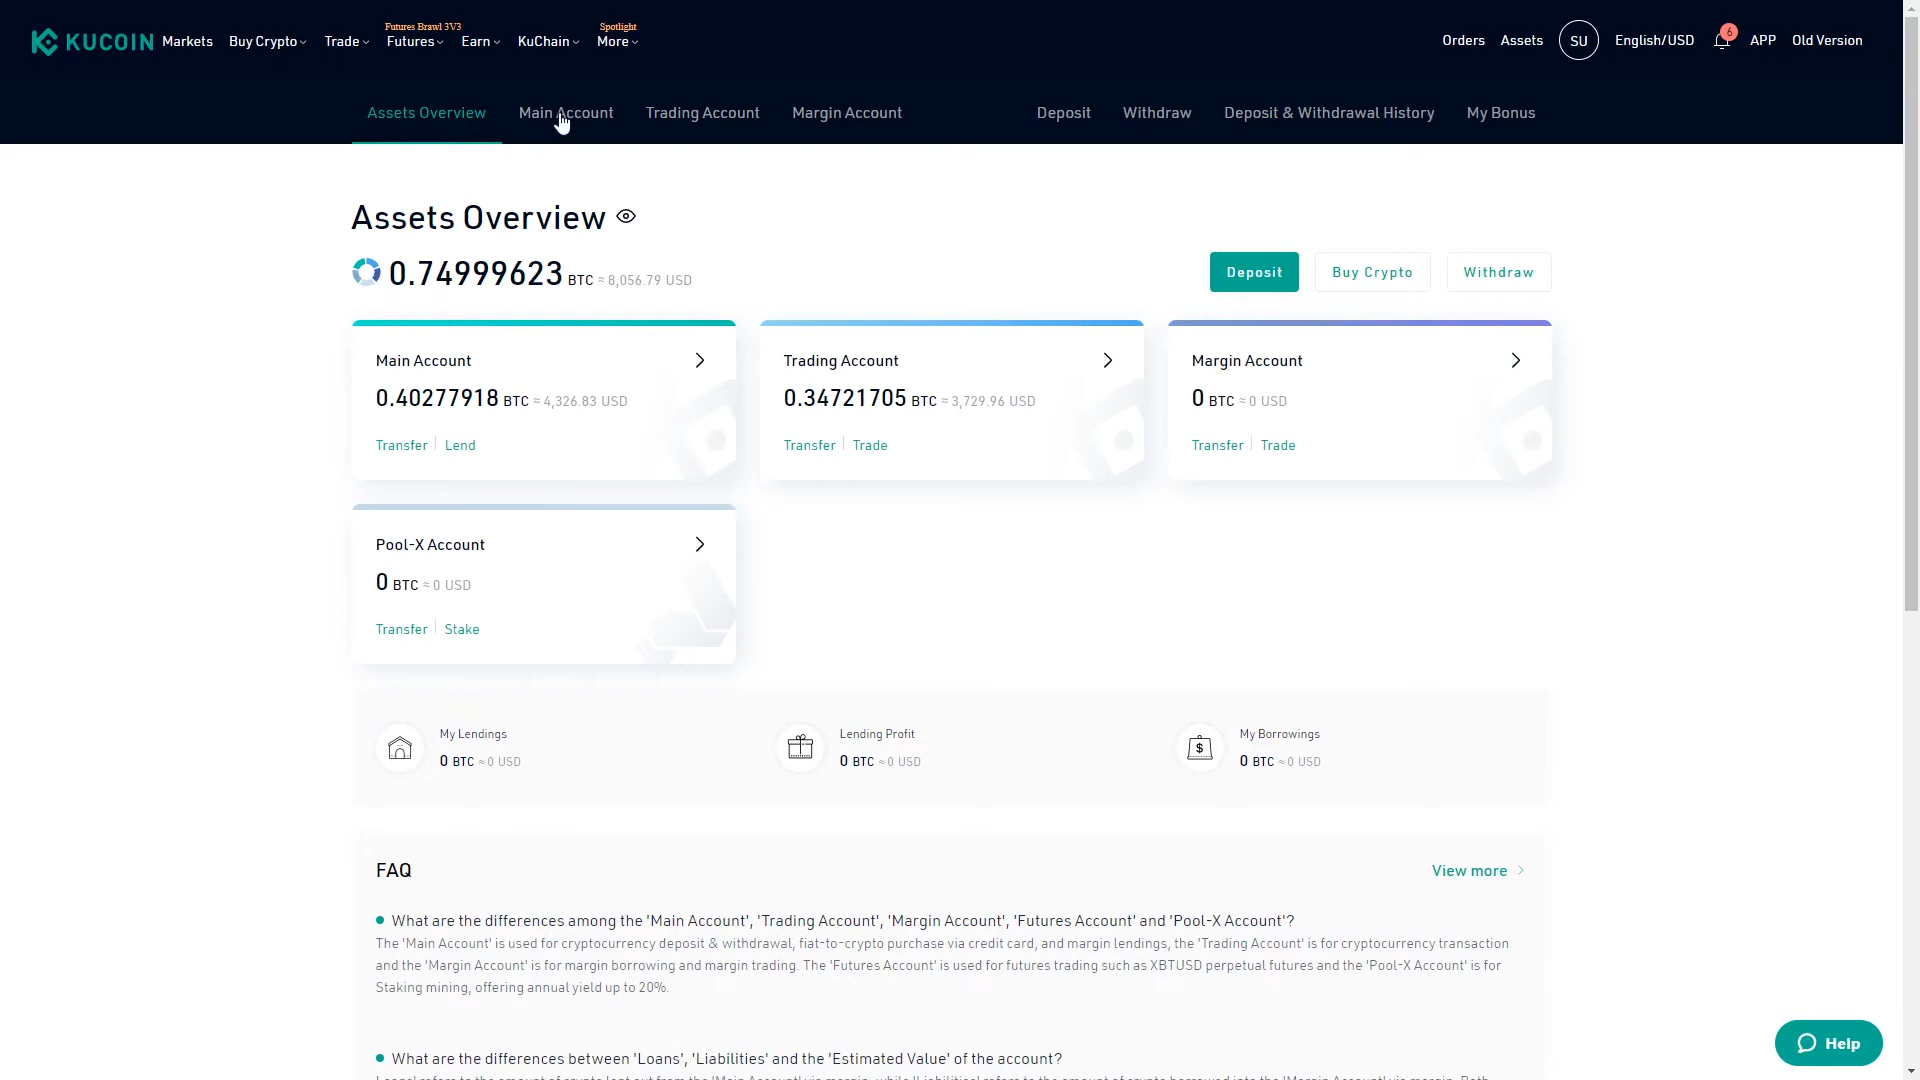 KUCOIN
Markets
Buy Crypto
Trade
Futures Brawl 3V3
Futures
Earn
KuChain
Spotlight
More
Orders
Assets
SU
English/USD
6
APP
Old Version
Assets Overview
Main Account
Trading Account
Margin Account
Deposit
Withdraw
Deposit & Withdrawal History
My Bonus
Assets Overview
0.74999623 BTC ≈ 8,056.79 USD
Deposit
Buy Crypto
Withdraw
Main Account
0.40277918 BTC ≈ 4,326.83 USD
Transfer | Lend
Trading Account
0.34721705 BTC ≈ 3,729.96 USD
Transfer | Trade
Margin Account
0 BTC ≈ 0 USD
Transfer | Trade
Pool-X Account
0 BTC ≈ 0 USD
Transfer | Stake
My Lendings
0 BTC ≈ 0 USD
Lending Profit
0 BTC ≈ 0 USD
$
My Borrowings
0 BTC ≈ 0 USD
FAQ
View more
What are the differences among the 'Main Account', 'Trading Account', 'Margin Account', 'Futures Account' and 'Pool-X Account'?
The 'Main Account' is used for cryptocurrency deposit & withdrawal, fiat-to-crypto purchase via credit card, and margin lendings, the 'Trading Account' is for cryptocurrency transaction
and the 'Margin Account' is for margin borrowing and margin trading. The 'Futures Account' is used for futures trading such as XBTUSD perpetual futures and the 'Pool-X Account' is for
Staking mining, offering annual yield up to 20%.
What are the differences between 'Loans', 'Liabilities' and the 'Estimated Value' of the account?
Help